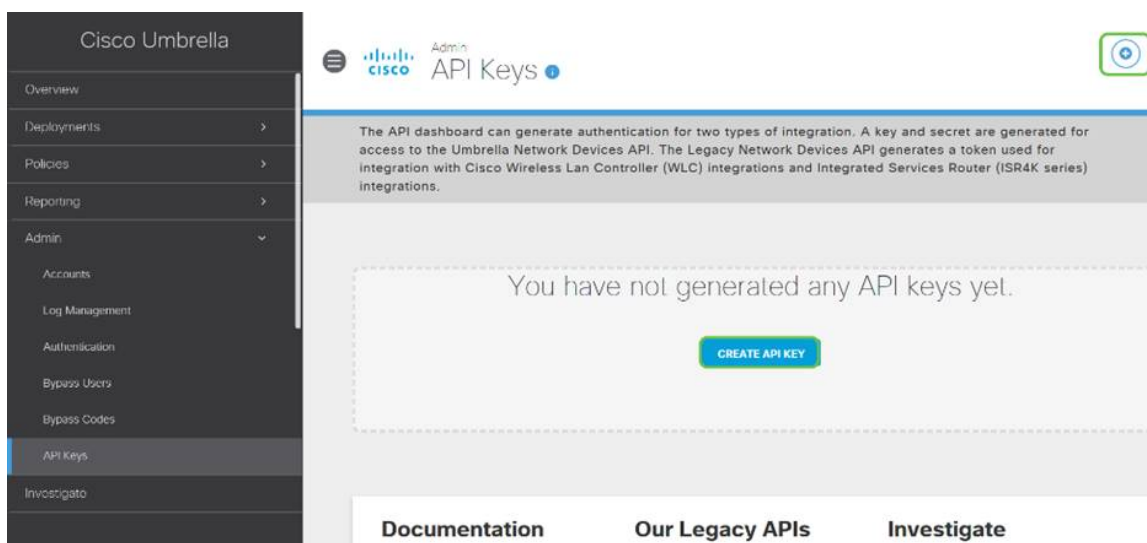 Cisco Umbrella
Overview
Deployments
Policies
Reporting
Admin
Accounts
Log Management
Authentication
Bypass Users
Bypass Codes
API Keys
Investigate
cisco
Admin
API Keys
The API dashboard can generate authentication for two types of integration. A key and secret are generated for
access to the Umbrella Network Devices API. The Legacy Network Devices API generates a token used for
integration with Cisco Wireless Lan Controller (WLC) integrations and Integrated Services Router (ISR4K series)
integrations.
You have not generated any API keys yet.
CREATE API KEY
Documentation
Our Legacy APIs
Investigate